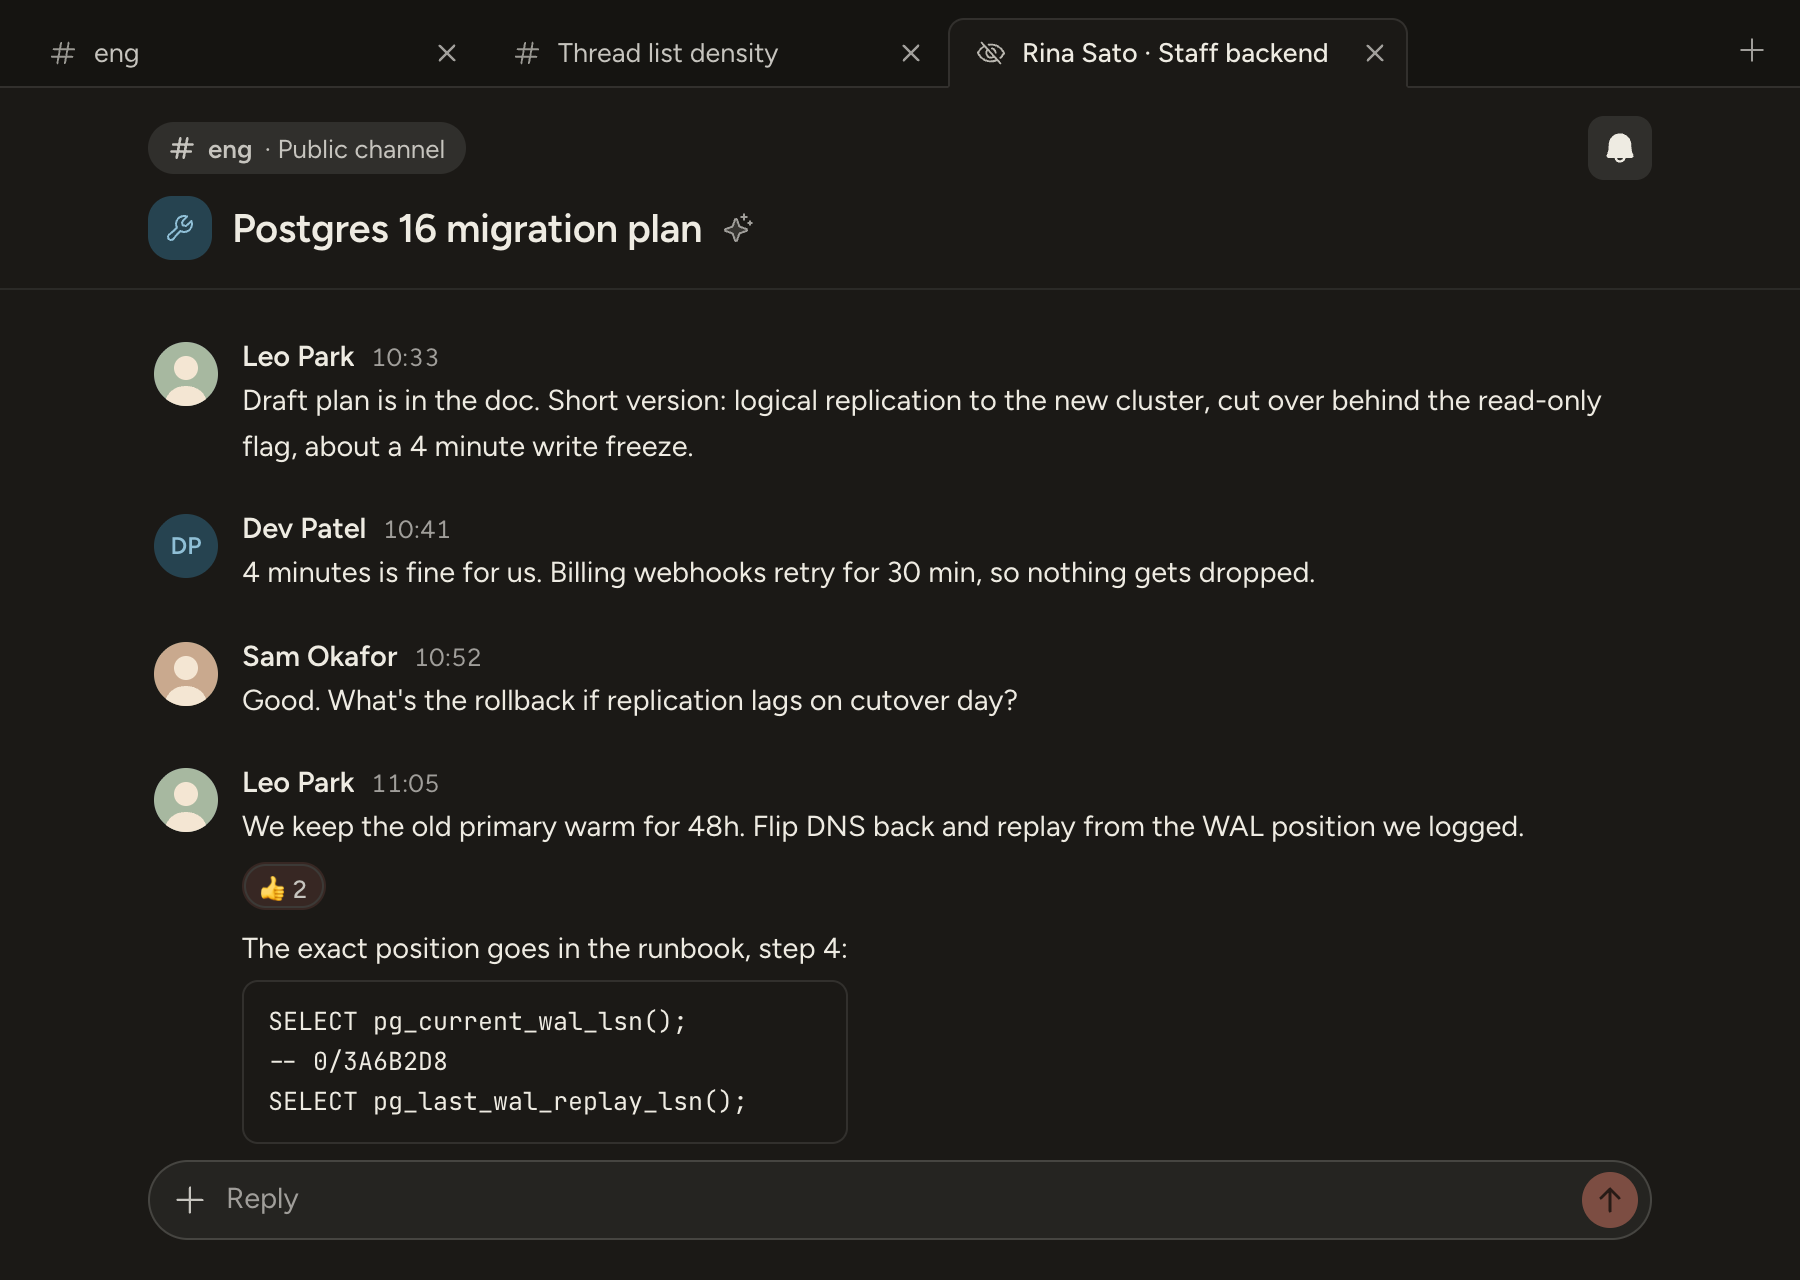 eng
Thread list density
Rina Sato · Staff backend
eng · Public channel
Postgres 16 migration plan
Leo Park 10:33
Draft plan is in the doc. Short version: logical replication to the new cluster, cut over behind the read-only
flag, about a 4 minute write freeze.
DP
Dev Patel 10:41
4 minutes is fine for us. Billing webhooks retry for 30 min, so nothing gets dropped.
Sam Okafor 10:52
Good. What's the rollback if replication lags on cutover day?
Leo Park 11:05
We keep the old primary warm for 48h. Flip DNS back and replay from the WAL position we logged.
👍 2
The exact position goes in the runbook, step 4:
SELECT pg_current_wal_lsn();
-- 0/3A6B2D8
SELECT pg_last_wal_replay_lsn();
Reply